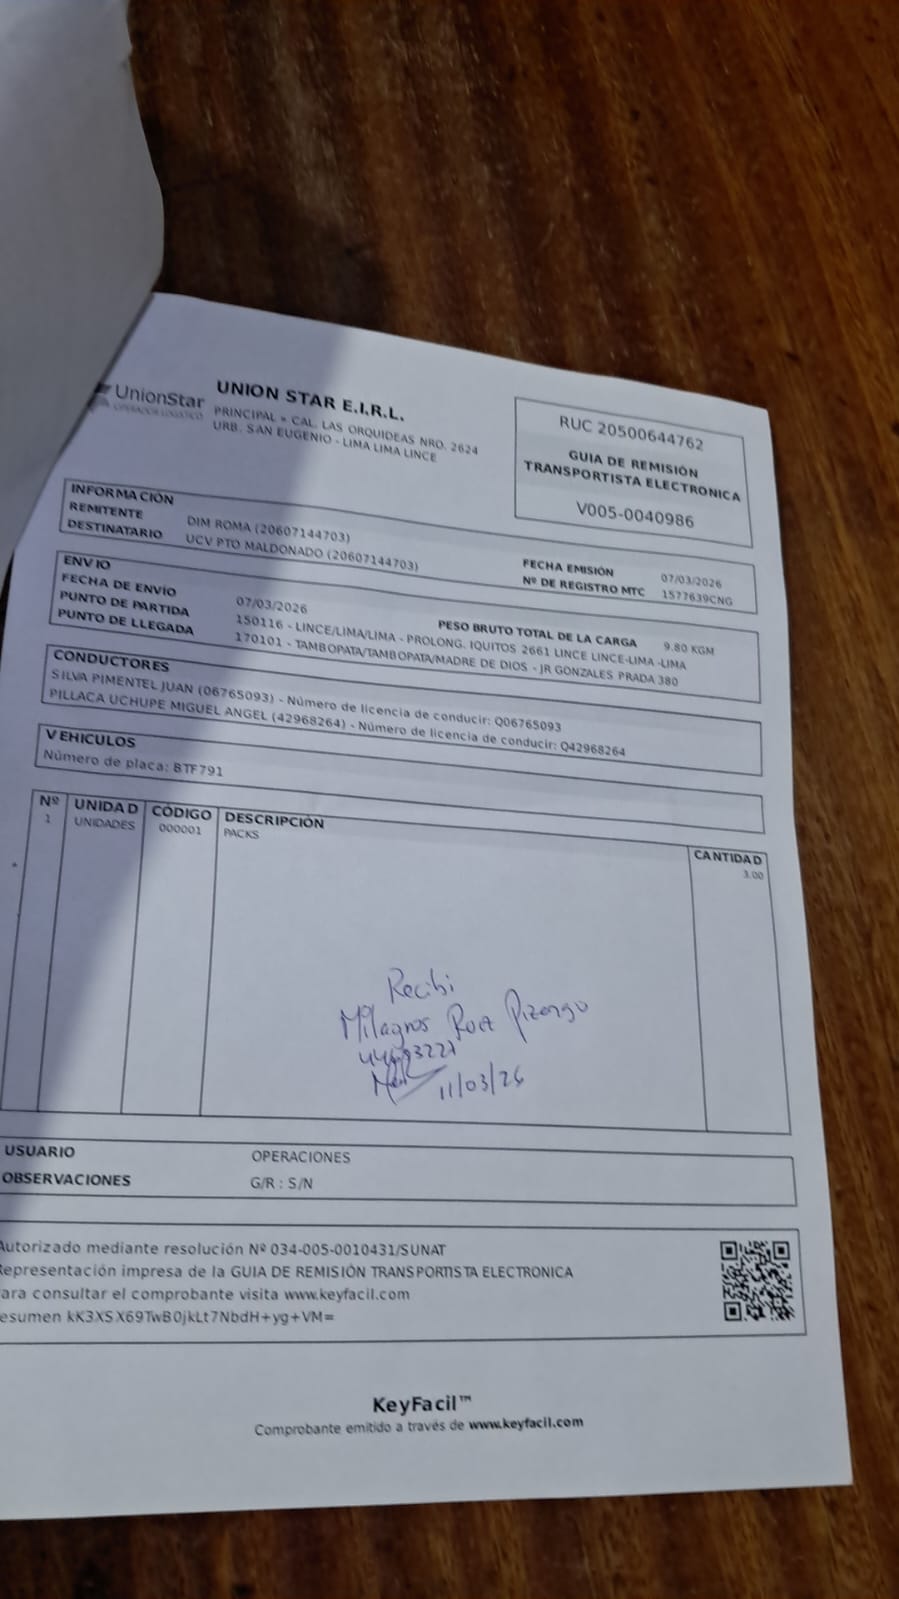 UnionStar
OPERADOR LOGISTICO
UNION STAR E.I.R.L.
PRINCIPAL » CAL. LAS ORQUIDEAS NRO. 2624
URB. SAN EUGENIO - LIMA LIMA LINCE
RUC 20500644762
GUIA DE REMISIÓN
TRANSPORTISTA ELECTRONICA
V005-0040986
INFORMACIÓN
REMITENTE DIM ROMA (20607144703)
DESTINATARIO UCV PTO MALDONADO (20607144703)
FECHA EMISIÓN 07/03/2026
Nº DE REGISTRO MTC 1577639CNG
ENVIO
FECHA DE ENVÍO 07/03/2026 PESO BRUTO TOTAL DE LA CARGA 9.80 KGM
PUNTO DE PARTIDA 150116 - LINCE/LIMA/LIMA - PROLONG. IQUITOS 2661 LINCE LINCE-LIMA -LIMA
PUNTO DE LLEGADA 170101 - TAMBOPATA/TAMBOPATA/MADRE DE DIOS - JR GONZALES PRADA 380
CONDUCTORES
SILVA PIMENTEL JUAN (06765093) - Número de licencia de conducir: Q06765093
PILLACA UCHUPE MIGUEL ANGEL (42968264) - Número de licencia de conducir: Q42968264
VEHICULOS
Número de placa: BTF791
Nº UNIDAD CÓDIGO DESCRIPCIÓN CANTIDAD
1 UNIDADES 000001 PACKS 3.00
Recibi
Milagros
11/03/26
USUARIO OPERACIONES
OBSERVACIONES G/R : S/N
Autorizado mediante resolución Nº 034-005-0010431/SUNAT
Representación impresa de la GUIA DE REMISIÓN TRANSPORTISTA ELECTRONICA
ara consultar el comprobante visita www.keyfacil.com
esumen kK3XSX69TwB0jkLt7NbdH+yg+VM=
KeyFacil™
Comprobante emitido a través de www.keyfacil.com